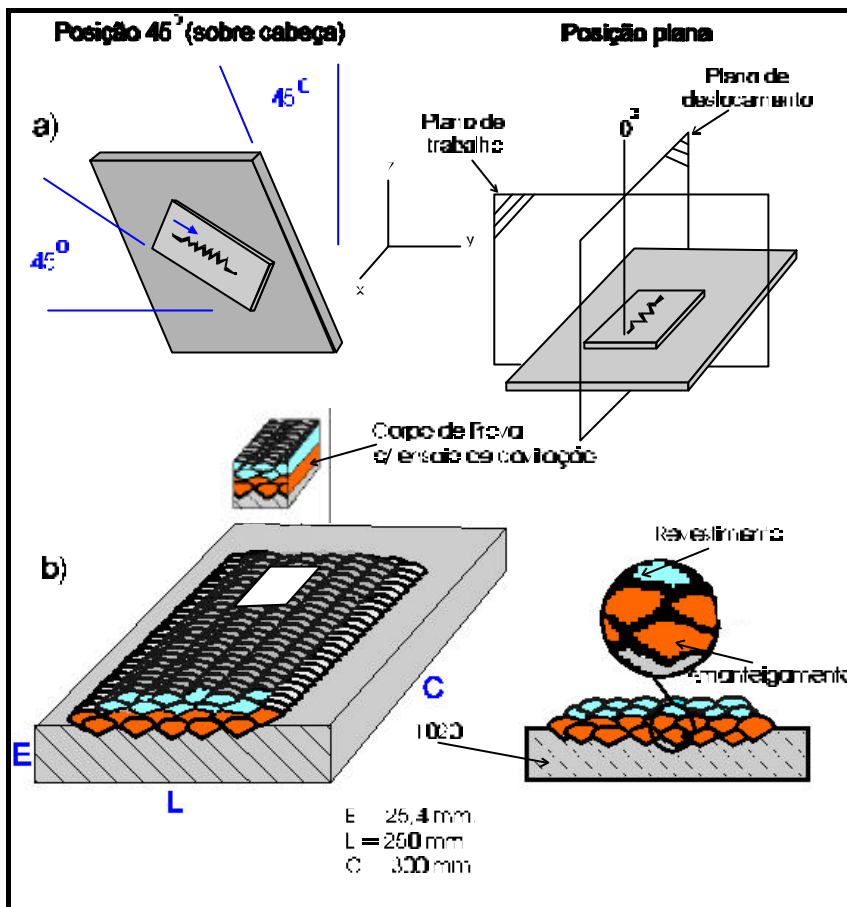 Posição 45° (sobre cabeça)
Posição plana
45°
a)
45°
z
y
x
Plano de
trabalho
0°
Plano de
deslocamento
Corpo de Prova
p/ ensaio de cavitação
b)
Revestimento
Amanteigamento
1020
E
L
C
E = 25,4 mm
L = 250 mm
C = 300 mm